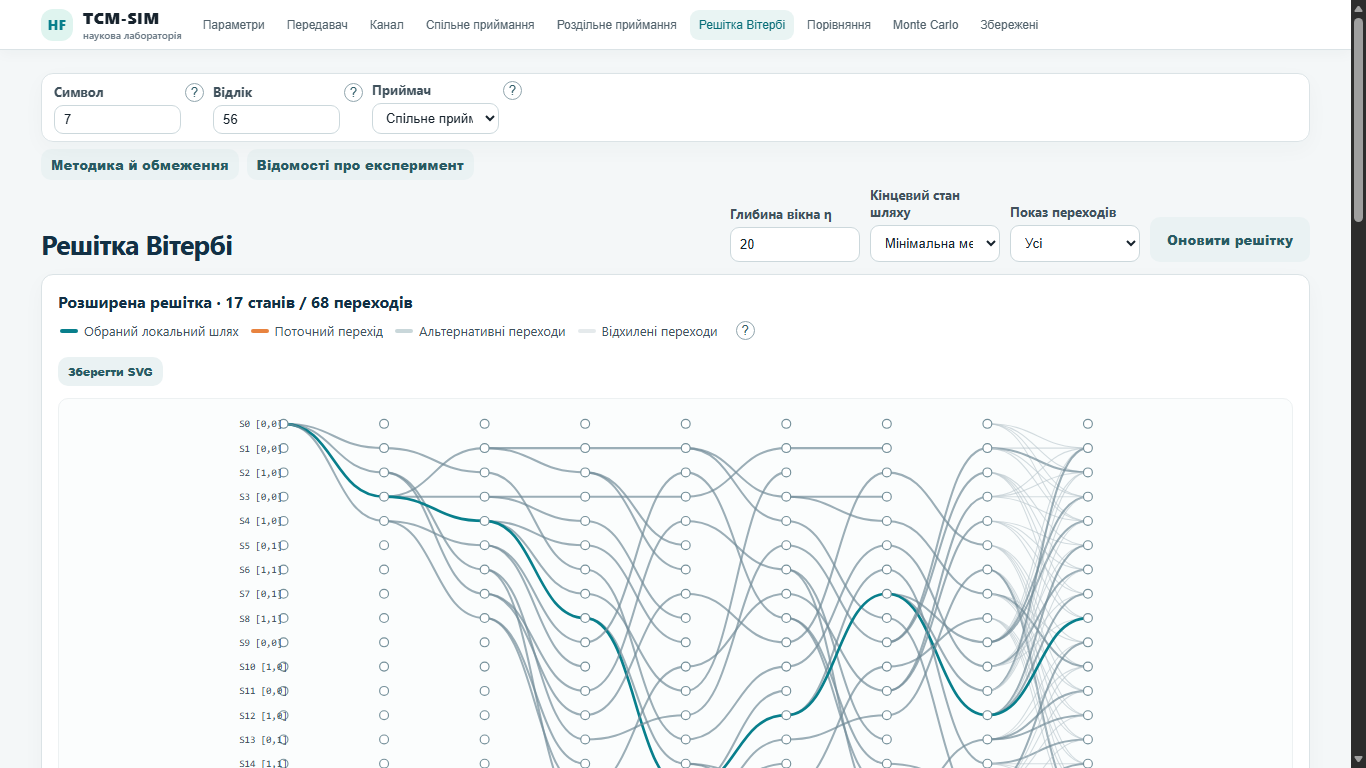 HF
TCM-SIM
наукова лабораторія
Параметри
Передавач
Канал
Спільне приймання
Роздільне приймання
Решітка Вітербі
Порівняння
Monte Carlo
Збережені
Символ
?
Відлік
?
Приймач
?
7
56
Спільне прийм
Методика й обмеження
Відомості про експеримент
Глибина вікна η
Кінцевий стан
шляху
Показ переходів
Решітка Вітербі
20
Мінімальна ме
Усі
Оновити решітку
Розширена решітка · 17 станів / 68 переходів
Обраний локальний шлях
Поточний перехід
Альтернативні переходи
Відхилені переходи
?
Зберегти SVG
S0 [0,0]
S1 [0,0]
S2 [1,0]
S3 [0,0]
S4 [1,0]
S5 [0,1]
S6 [1,1]
S7 [0,1]
S8 [1,1]
S9 [0,0]
S10 [1,0]
S11 [0,0]
S12 [1,0]
S13 [0,1]
S14 [1,1]